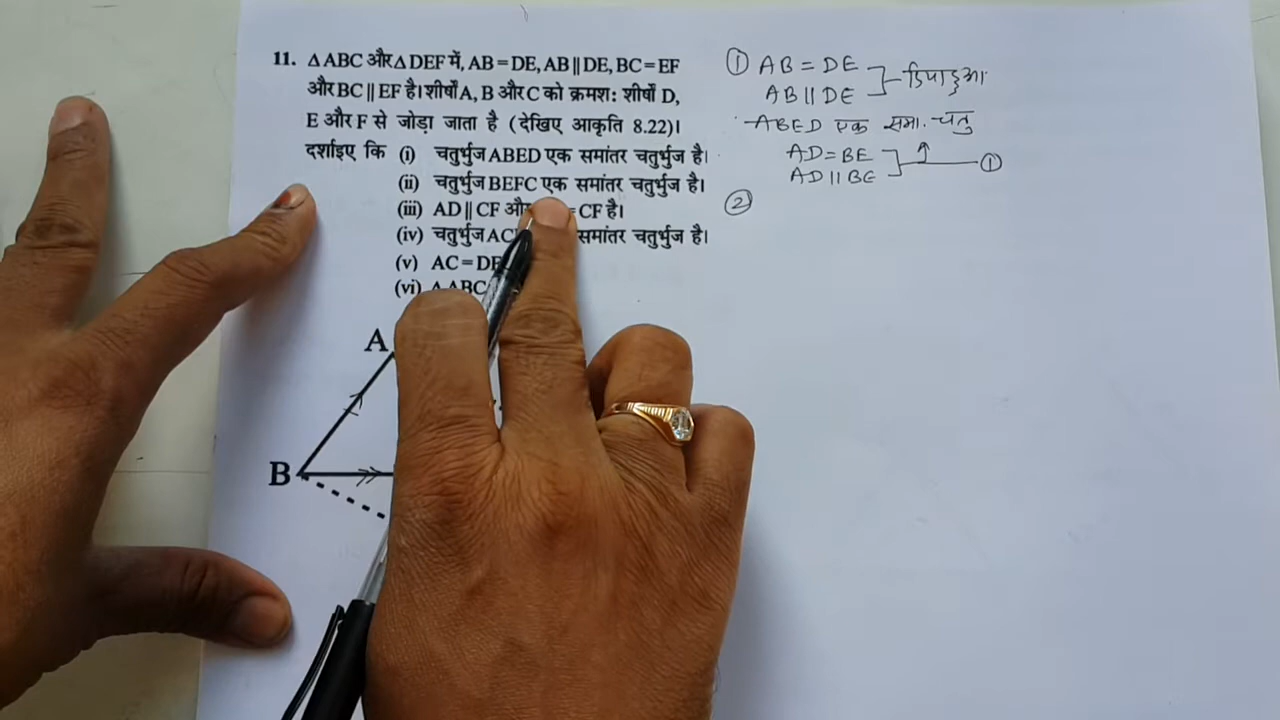 11. Δ ABC और Δ DEF में, AB = DE, AB || DE, BC = EF
और BC || EF है। शीर्षों A, B और C को क्रमश: शीर्षों D,
E और F से जोड़ा जाता है (देखिए आकृति 8.22)।
दर्शाइए कि (i) चतुर्भुज ABED एक समांतर चतुर्भुज है।
(ii) चतुर्भुज BEFC एक समांतर चतुर्भुज है।
(iii) AD || CF और = CF है।
(iv) चतुर्भुज AC समांतर चतुर्भुज है।
(v) AC = DF
(vi) Δ ABC
A
B
① AB = DE
AB || DE
ABED एक समा. चतु
AD = BE
AD || BE
①
②